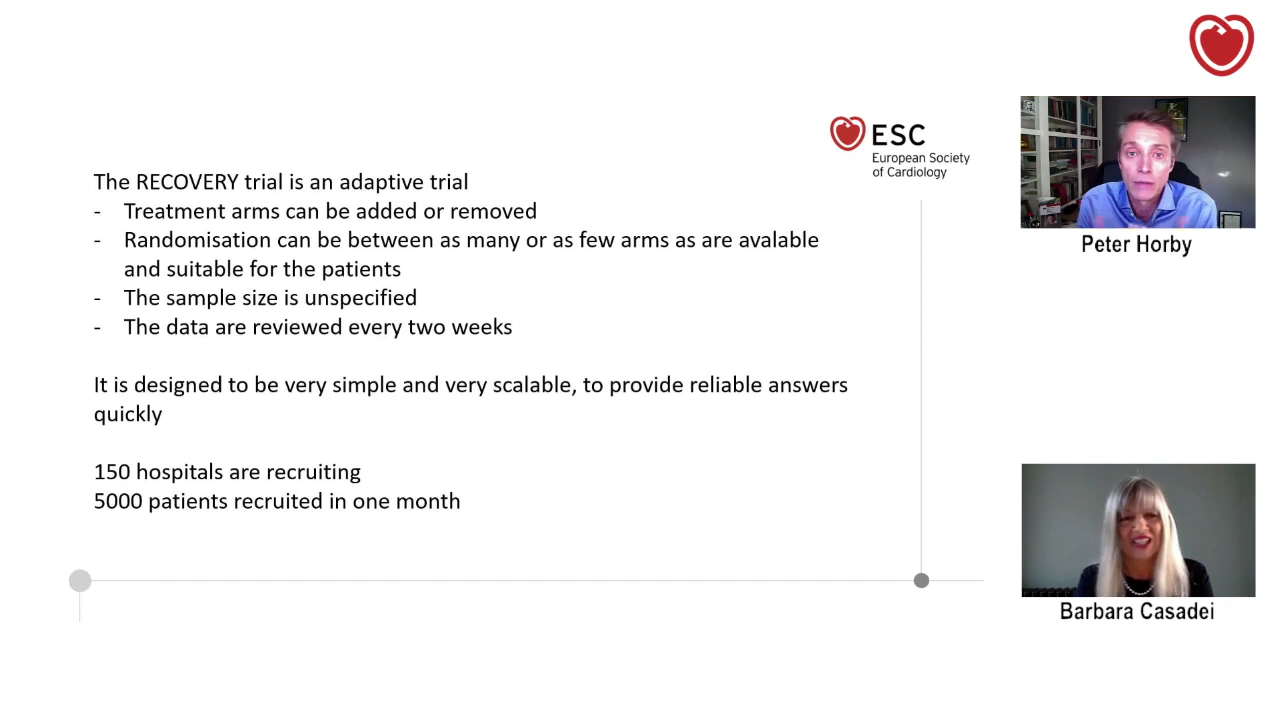 ESC
European Society
of Cardiology
The RECOVERY trial is an adaptive trial
- Treatment arms can be added or removed
- Randomisation can be between as many or as few arms as are avalable
and suitable for the patients
- The sample size is unspecified
- The data are reviewed every two weeks
It is designed to be very simple and very scalable, to provide reliable answers
quickly
150 hospitals are recruiting
5000 patients recruited in one month
Peter Horby
Barbara Casadei